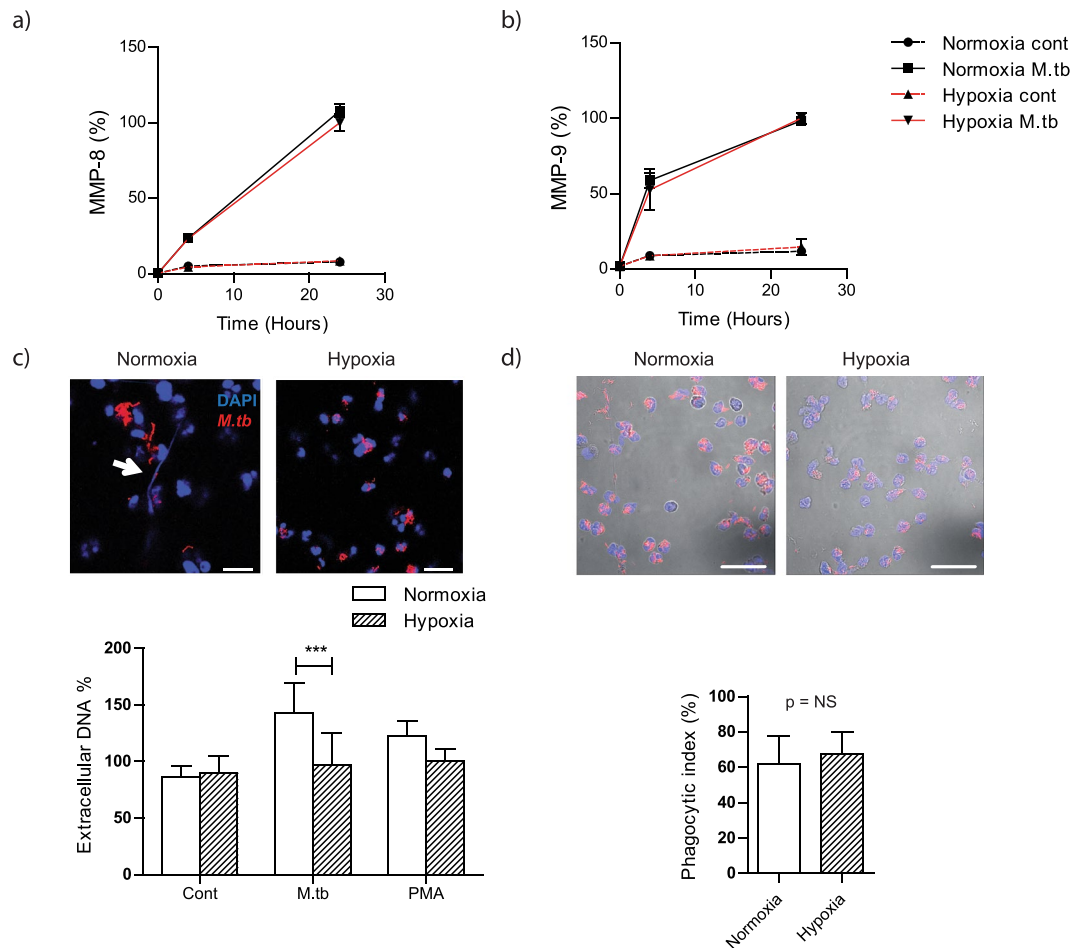 a)
MMP-8 (%)
150
100
50
0
0 10 20 30
Time (Hours)
b)
MMP-9 (%)
150
100
50
0
0 10 20 30
Time (Hours)
Normoxia cont
Normoxia M.tb
Hypoxia cont
Hypoxia M.tb
c)
Normoxia
Hypoxia
DAPI
M.tb
Normoxia
Hypoxia
Extracellular DNA %
200
150
100
50
0
***
Cont M.tb PMA
d)
Normoxia
Hypoxia
Phagocytic index (%)
100
80
60
40
20
0
p = NS
Normoxia
Hypoxia